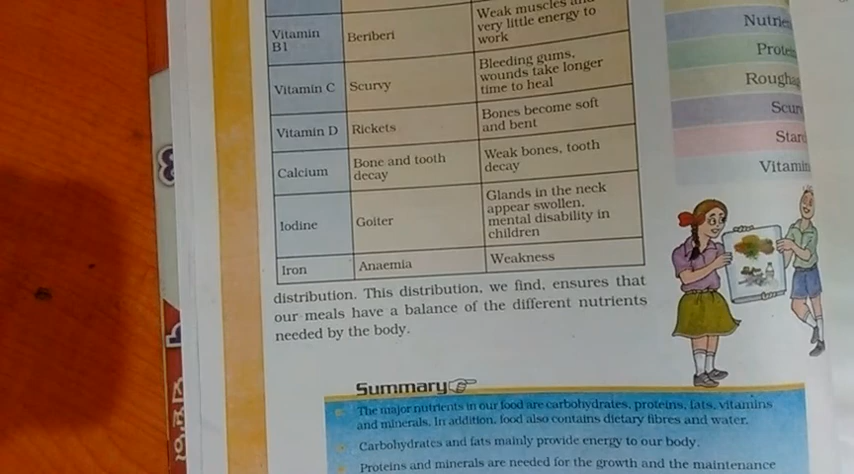 Weak muscles and
very little energy to
work
Vitamin
B1
Beriberi
Bleeding gums,
wounds take longer
time to heal
Vitamin C
Scurvy
Bones become soft
and bent
Vitamin D
Rickets
Calcium
Bone and tooth
decay
Weak bones, tooth
decay
Iodine
Goiter
Glands in the neck
appear swollen,
mental disability in
children
Iron
Anaemia
Weakness
distribution. This distribution, we find, ensures that
our meals have a balance of the different nutrients
needed by the body.
Summary
The major nutrients in our food are carbohydrates, proteins, fats, vitamins
and minerals. In addition, food also contains dietary fibres and water.
Carbohydrates and fats mainly provide energy to our body.
Proteins and minerals are needed for the growth and the maintenance
Nutrie
Protei
Roughag
Scurv
Starc
Vitamin